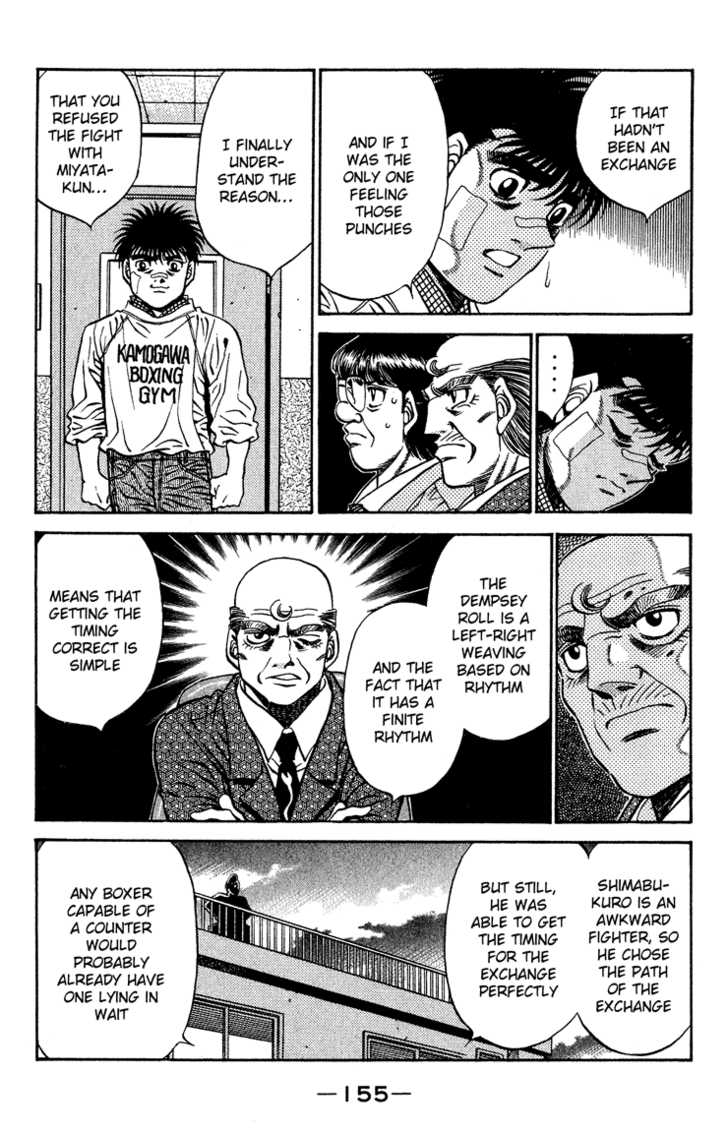 IF THAT
HADN'T
BEEN AN
EXCHANGE
AND IF I
WAS THE
ONLY ONE
FEELING
THOSE
PUNCHES
I FINALLY
UNDER-
STAND THE
REASON...
THAT YOU
REFUSED
THE FIGHT
WITH
MIYATA-
KUN...
KAMOGAWA
BOXING
GYM
...
THE
DEMPSEY
ROLL IS A
LEFT-RIGHT
WEAVING
BASED ON
RHYTHM
AND THE
FACT THAT
IT HAS A
FINITE
RHYTHM
MEANS THAT
GETTING THE
TIMING
CORRECT IS
SIMPLE
SHIMABU-
KURO IS AN
AWKWARD
FIGHTER, SO
HE CHOSE
THE PATH
OF THE
EXCHANGE
BUT STILL,
HE WAS
ABLE TO GET
THE TIMING
FOR THE
EXCHANGE
PERFECTLY
ANY BOXER
CAPABLE OF
A COUNTER
WOULD
PROBABLY
ALREADY HAVE
ONE LYING IN
WAIT
—155—